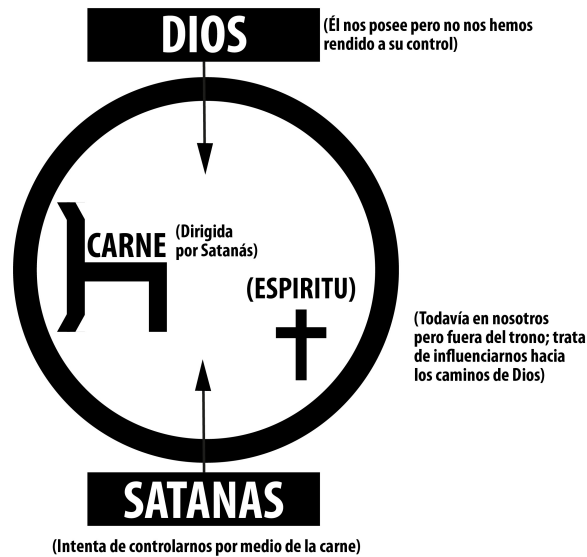 DIOS
(Él nos posee pero no nos hemos
rendido a su control)
CARNE
(Dirigida
por Satanás)
(ESPIRITU)
(Todavía en nosotros
pero fuera del trono; trata
de influenciarnos hacia
los caminos de Dios)
SATANAS
(Intenta de controlarnos por medio de la carne)